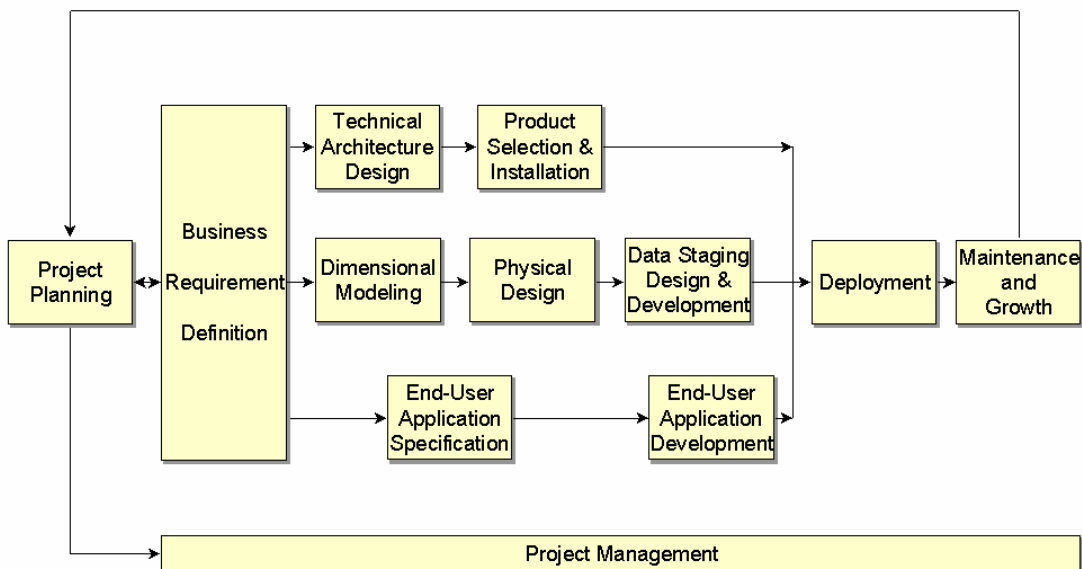 Project
Planning
Business
Requirement
Definition
Technical
Architecture
Design
Product
Selection &
Installation
Dimensional
Modeling
Physical
Design
Data Staging
Design &
Development
End-User
Application
Specification
End-User
Application
Development
Deployment
Maintenance
and
Growth
Project Management